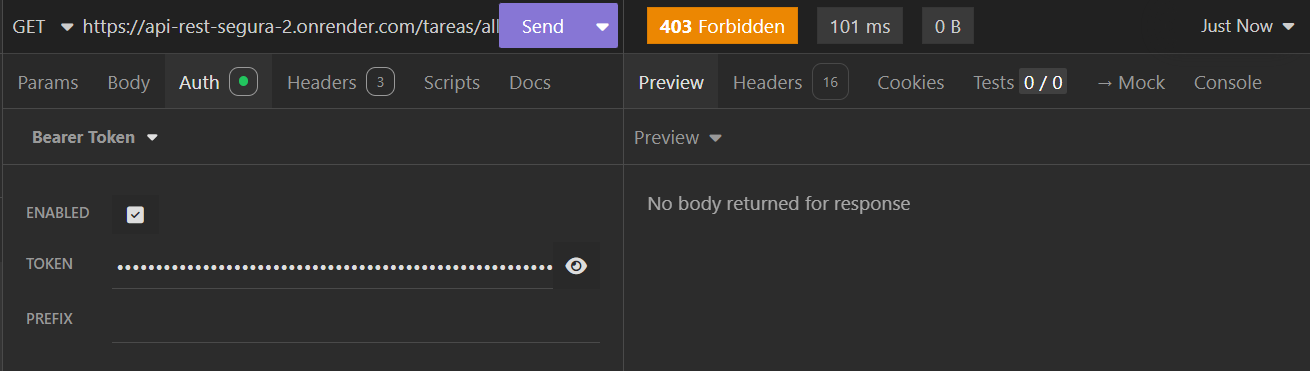 GET https://api-rest-segura-2.onrender.com/tareas/all Send 403 Forbidden 101 ms 0 B Just Now
Params Body Auth Headers 3 Scripts Docs Preview Headers 16 Cookies Tests 0 / 0 → Mock Console
Bearer Token Preview
ENABLED No body returned for response
TOKEN ••••••••••••••••••••••••••••••••••••••••••••••••••••••••
PREFIX